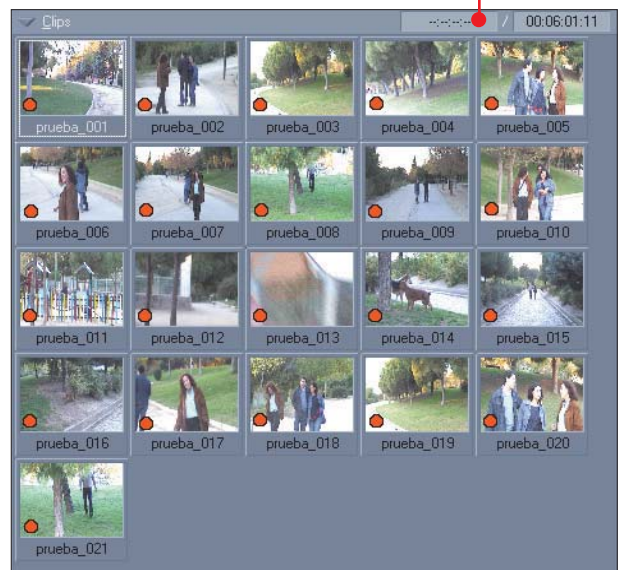 Clips --:--:--:-- / 00:06:01:11
prueba_001 prueba_002 prueba_003 prueba_004 prueba_005
prueba_006 prueba_007 prueba_008 prueba_009 prueba_010
prueba_011 prueba_012 prueba_013 prueba_014 prueba_015
prueba_016 prueba_017 prueba_018 prueba_019 prueba_020
prueba_021